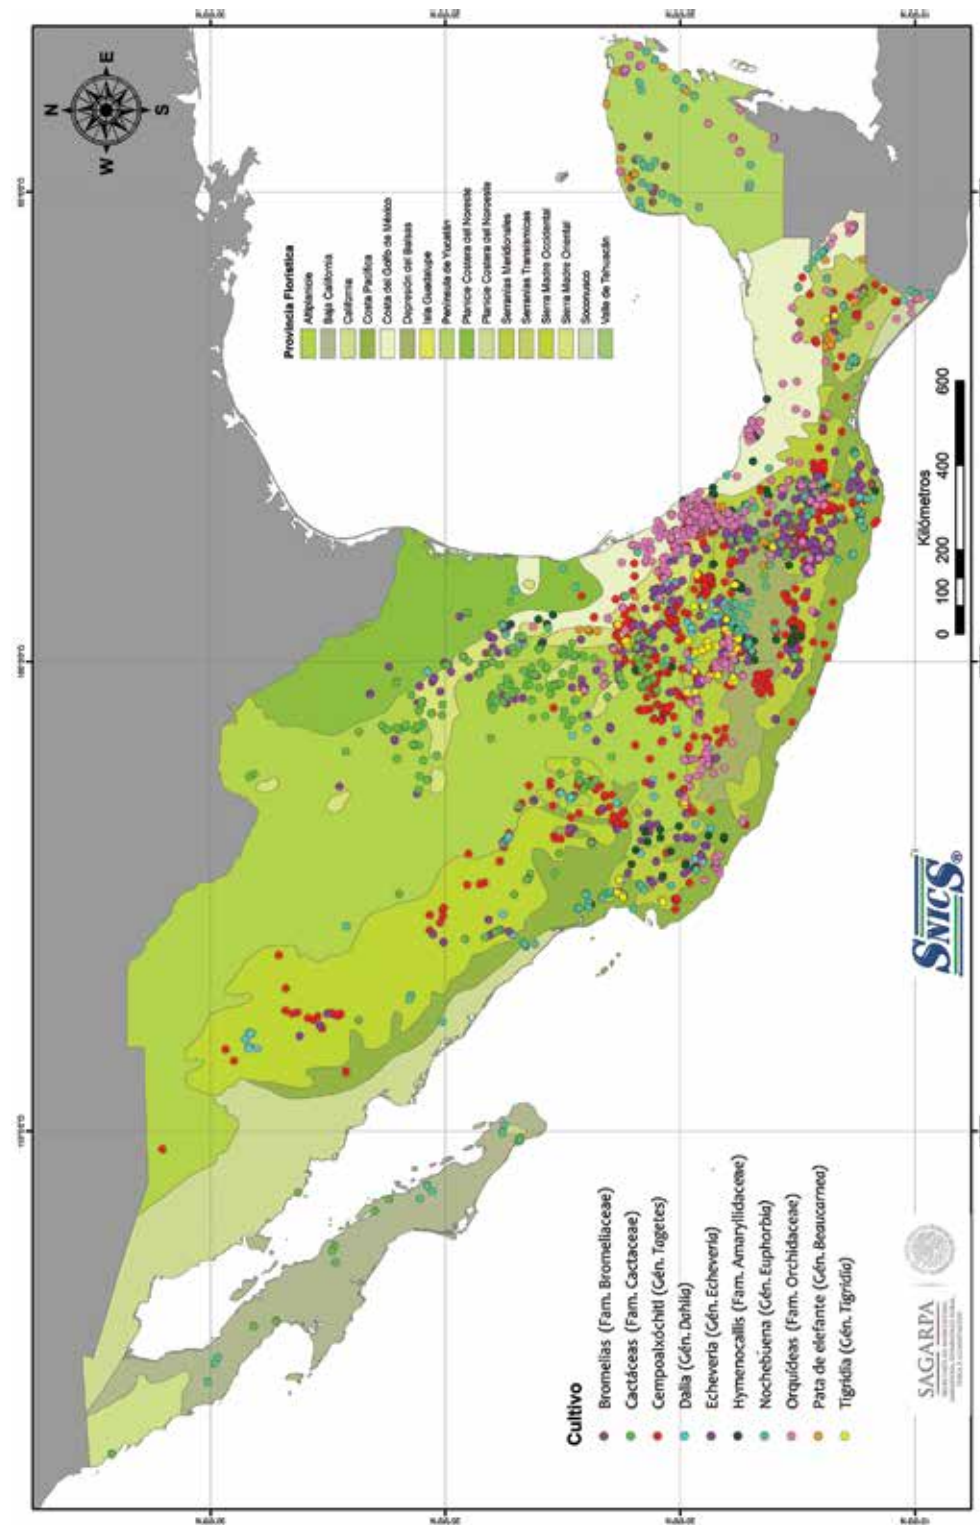 N
W
E
S
Provincia Florística
Altiplanicie
Baja California
California
Costa Pacífica
Costa del Golfo de México
Depresión del Balsas
Isla Guadalupe
Península de Yucatán
Planicie Costera del Noreste
Planicie Costera del Noroeste
Serranías Meridionales
Serranías Transísmicas
Sierra Madre Occidental
Sierra Madre Oriental
Soconusco
Valle de Tehuacán
Cultivo
Bromelias (Fam. Bromeliaceae)
Cactáceas (Fam. Cactaceae)
Cempoalxóchitl (Gén. Tagetes)
Dalia (Gén. Dahlia)
Echeveria (Gén. Echeveria)
Hymenocallis (Fam. Amaryllidaceae)
Nochebuena (Gén. Euphorbia)
Orquídeas (Fam. Orchidaceae)
Pata de elefante (Gén. Beaucarnea)
Tigridia (Gén. Tigridia)
SAGARPA
SNICS®
Kilómetros
0 100 200 400 600